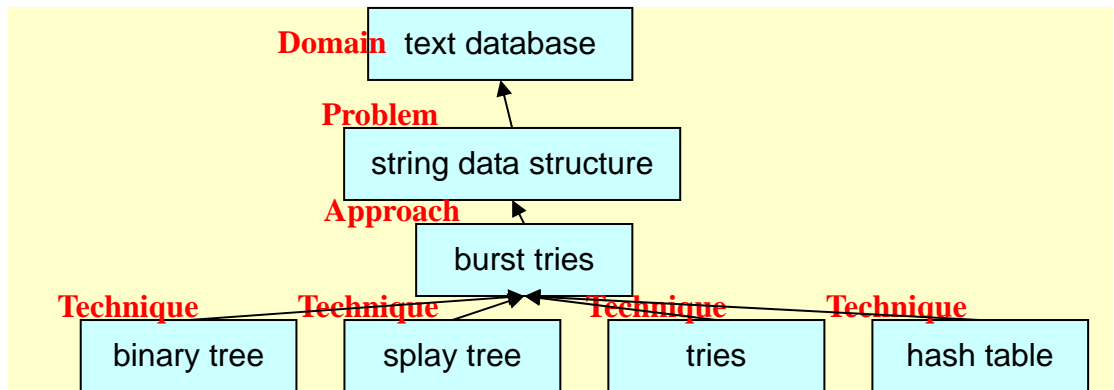 Domain text database
Problem
string data structure
Approach
burst tries
Technique Technique Technique Technique
binary tree splay tree tries hash table